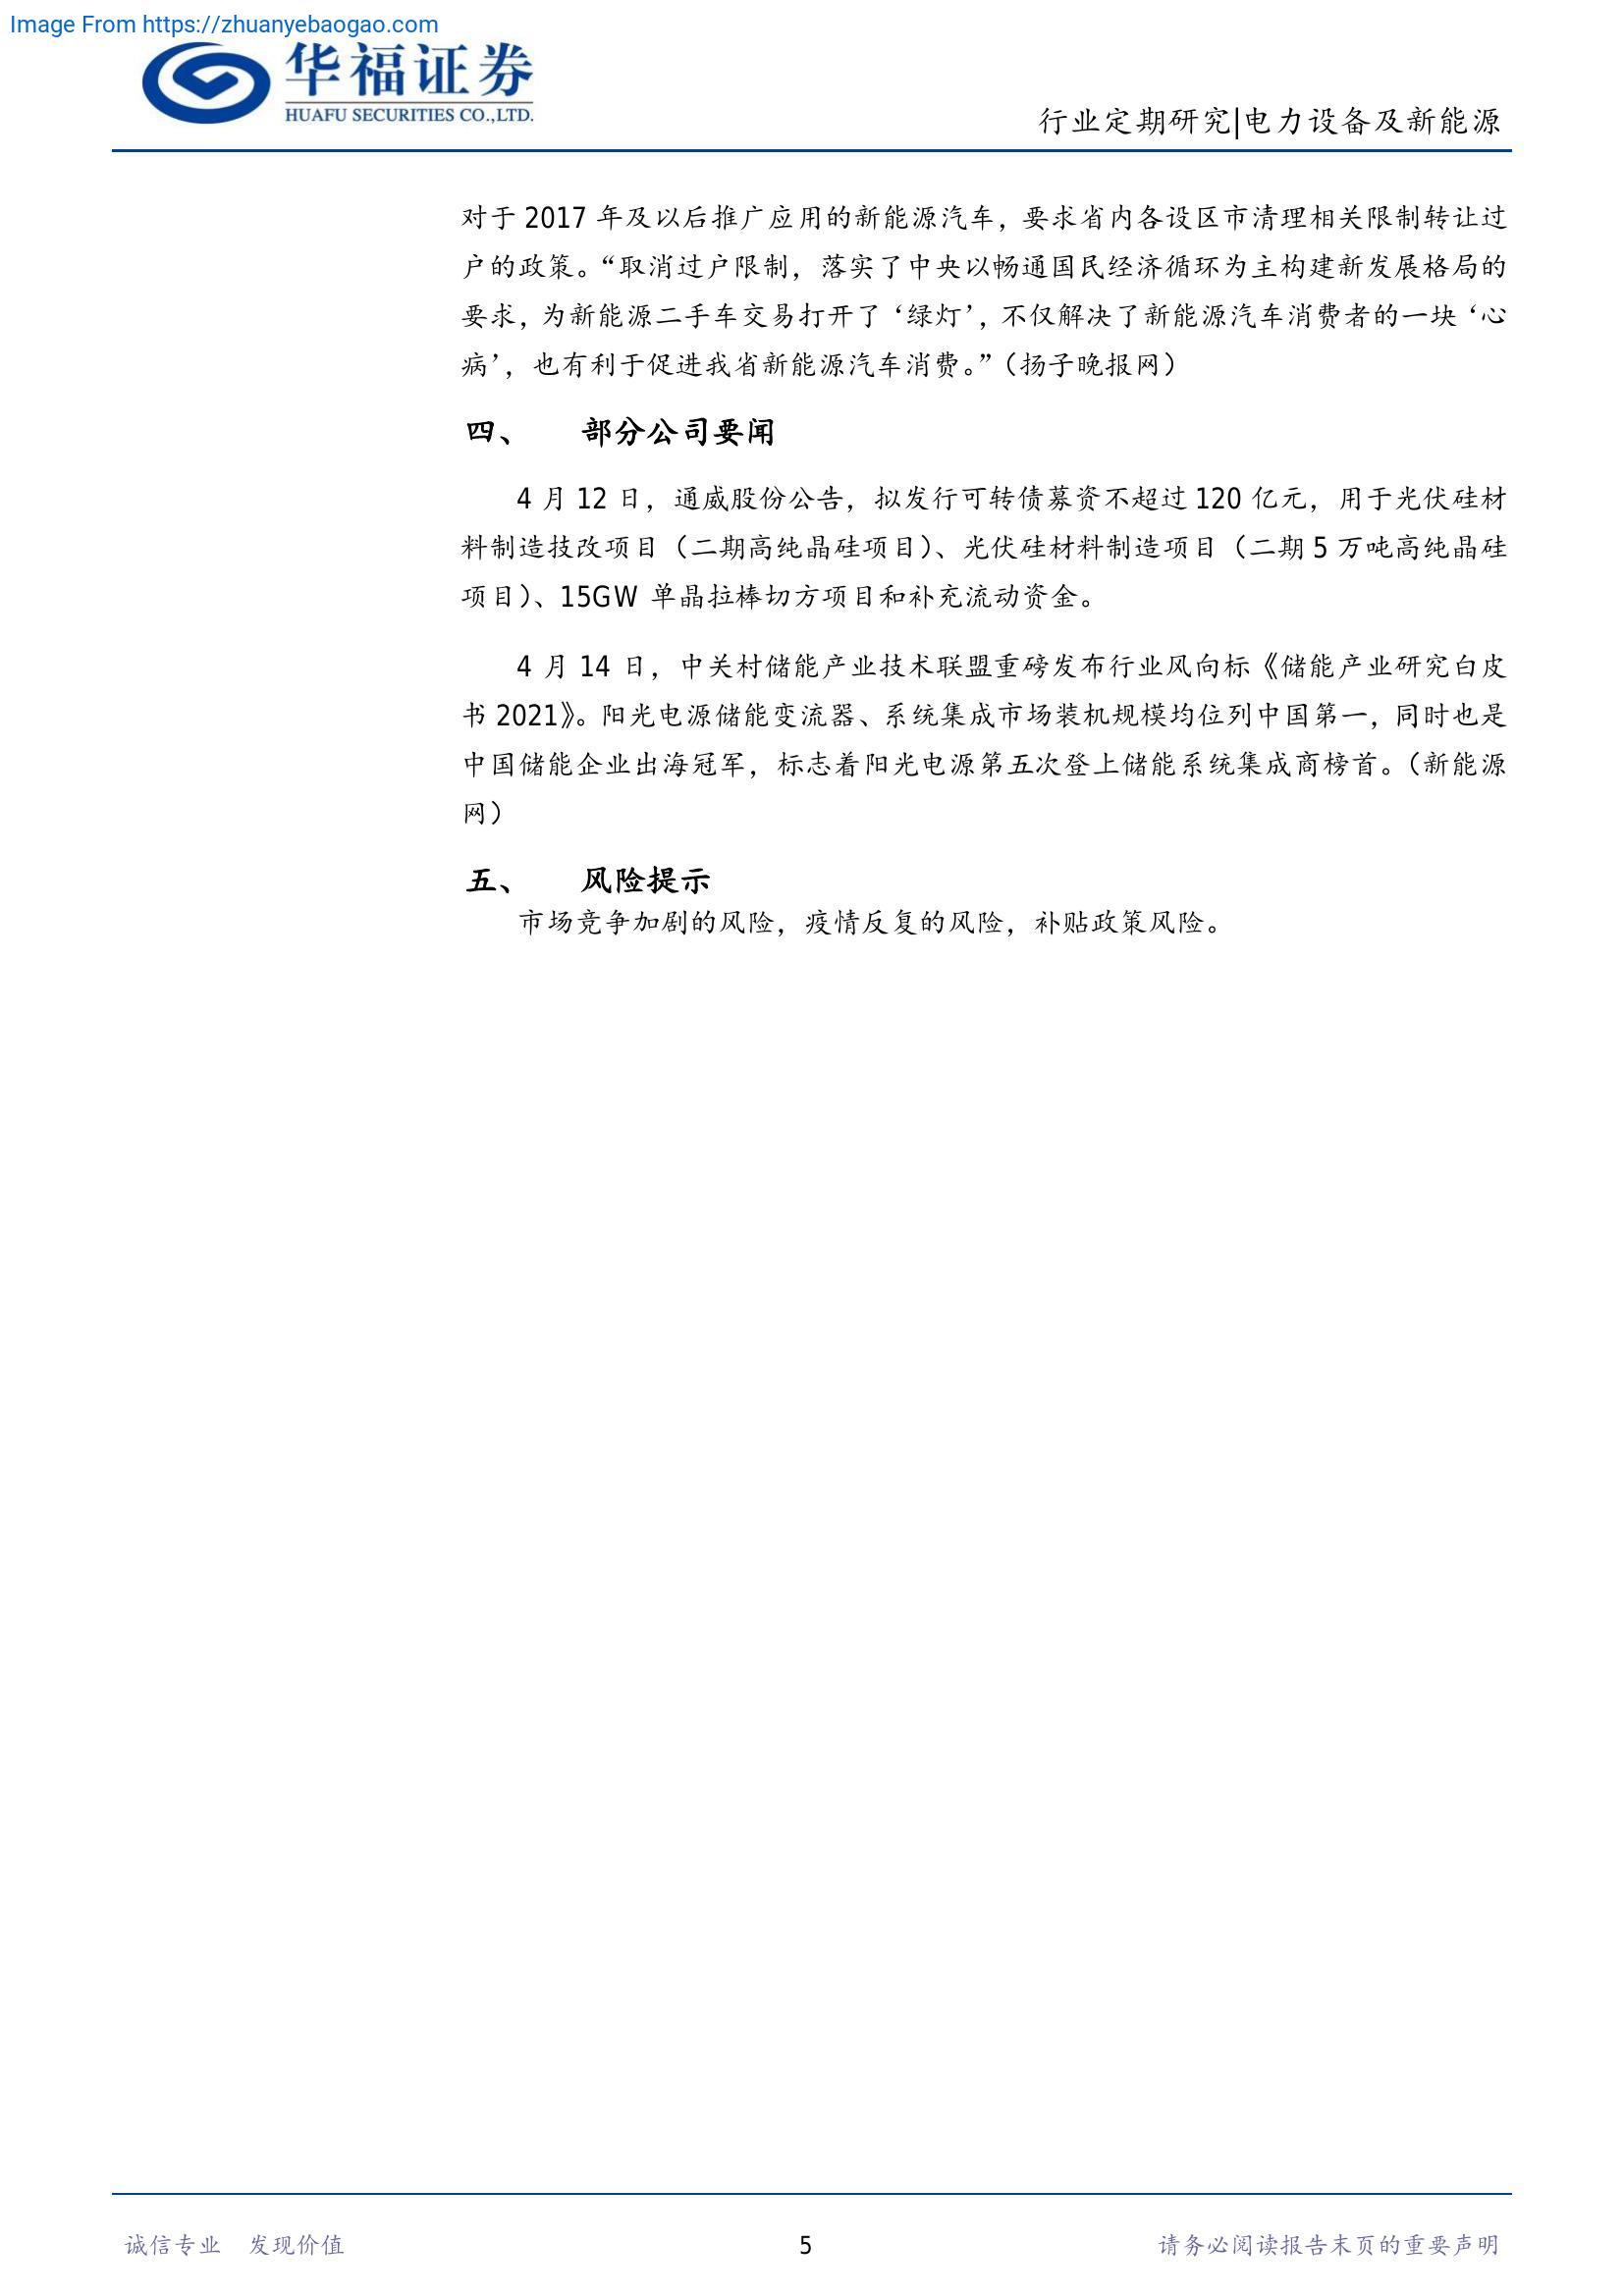 Image From https://zhuanyebaogao.com
华福证券
HUAFU SECURITIES CO.,LTD.
行业定期研究|电力设备及新能源
对于 2017 年及以后推广应用的新能源汽车，要求省内各设区市清理相关限制转让过
户的政策。“取消过户限制，落实了中央以畅通国民经济循环为主构建新发展格局的
要求，为新能源二手车交易打开了‘绿灯’，不仅解决了新能源汽车消费者的一块‘心
病’，也有利于促进我省新能源汽车消费。”（扬子晚报网）
四、 部分公司要闻
4 月 12 日，通威股份公告，拟发行可转债募资不超过 120 亿元，用于光伏硅材
料制造技改项目（二期高纯晶硅项目）、光伏硅材料制造项目（二期 5 万吨高纯晶硅
项目）、15GW 单晶拉棒切方项目和补充流动资金。
4 月 14 日，中关村储能产业技术联盟重磅发布行业风向标《储能产业研究白皮
书 2021》。阳光电源储能变流器、系统集成市场装机规模均位列中国第一，同时也是
中国储能企业出海冠军，标志着阳光电源第五次登上储能系统集成商榜首。（新能源
网）
五、 风险提示
市场竞争加剧的风险，疫情反复的风险，补贴政策风险。
诚信专业 发现价值
5
请务必阅读报告末页的重要声明